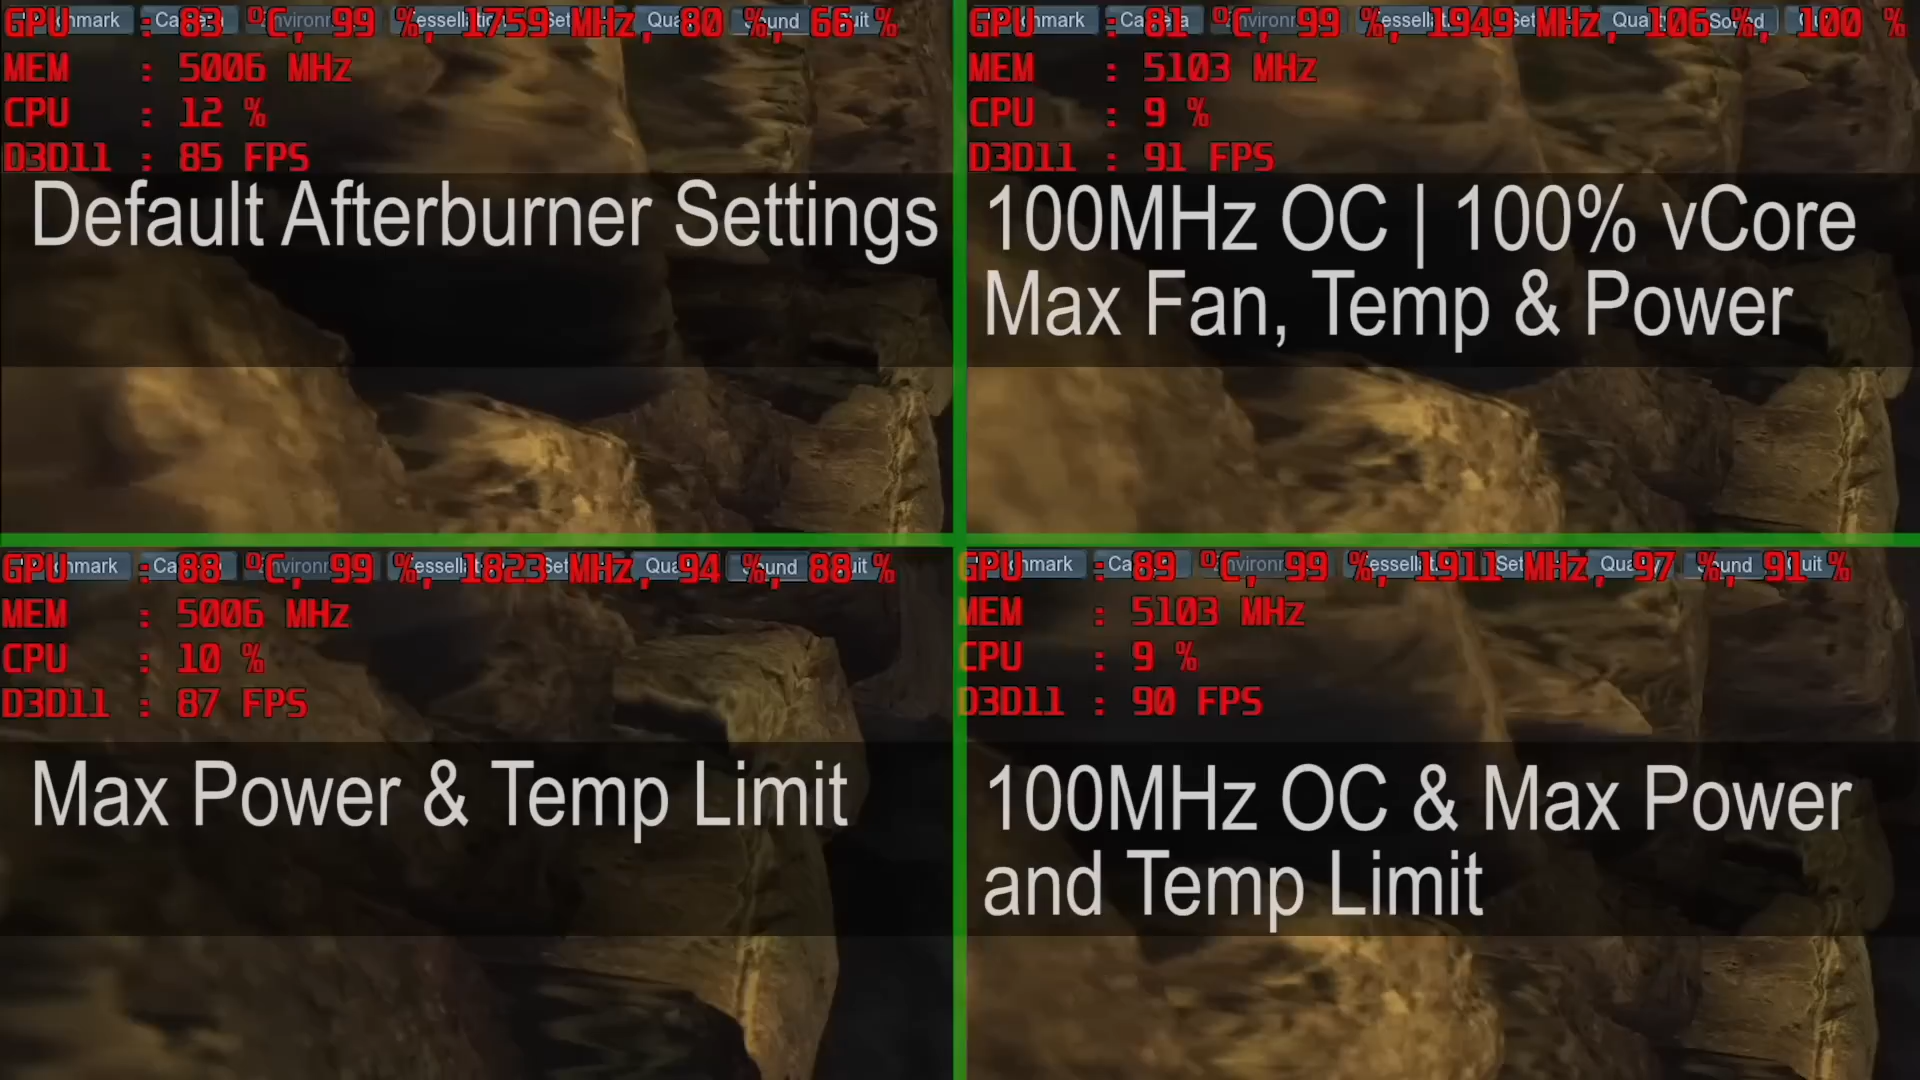 GPU : 83 °C, 99 %, 1759 MHz, 80 %, 66 %
MEM : 5006 MHz
CPU : 12 %
D3D11 : 85 FPS
Default Afterburner Settings
GPU : 81 °C, 99 %, 1949 MHz, 106 %, 100 %
MEM : 5103 MHz
CPU : 9 %
D3D11 : 91 FPS
100MHz OC | 100% vCore
Max Fan, Temp & Power
GPU : 88 °C, 99 %, 1823 MHz, 94 %, 88 %
MEM : 5006 MHz
CPU : 10 %
D3D11 : 87 FPS
Max Power & Temp Limit
GPU : 89 °C, 99 %, 1911 MHz, 97 %, 91 %
MEM : 5103 MHz
CPU : 9 %
D3D11 : 90 FPS
100MHz OC & Max Power
and Temp Limit